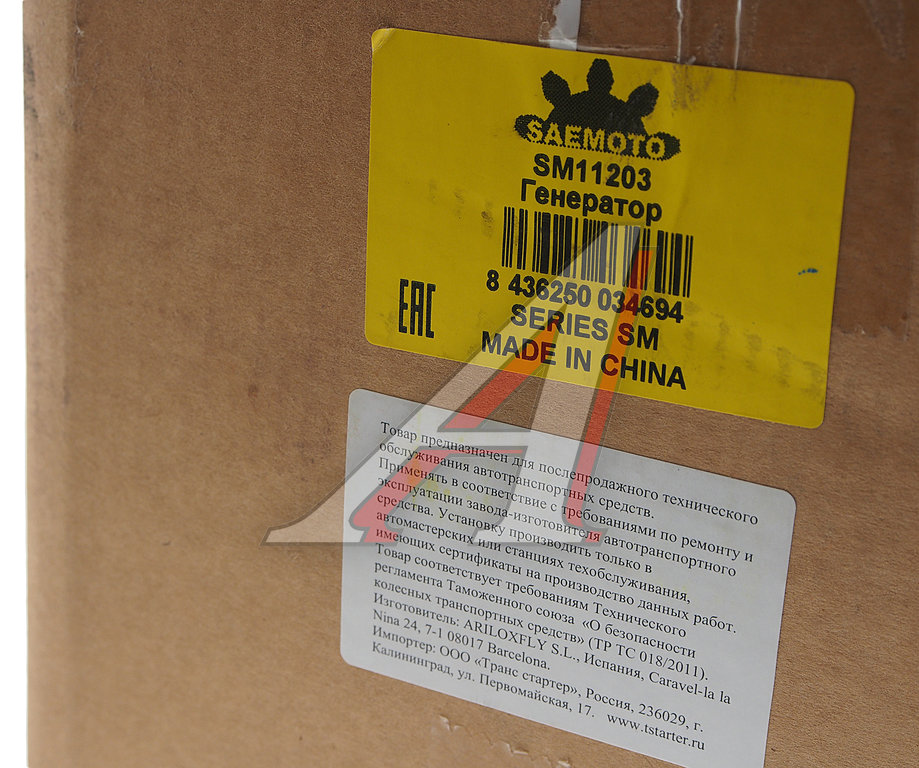 SAEMOTO
SM11203
Генератор
8 436250 034694
SERIES SM
MADE IN CHINA
EAC
Товар предназначен для послепродажного технического
обслуживания автотранспортных средств.
Применять в соответствие с требованиями по ремонту и
эксплуатации завода-изготовителя автотранспортного
средства. Установку производить только в
автомастерских или станциях техобслуживания,
имеющих сертификаты на производство данных работ.
Товар соответствует требованиям Технического
регламента Таможенного союза «О безопасности
колесных транспортных средств» (ТР ТС 018/2011).
Изготовитель: ARILOXFLY S.L., Испания, Caravel-la la
Nina 24, 7-1 08017 Barcelona.
Импортер: ООО «Транс стартер», Россия, 236029, г.
Калининград, ул. Первомайская, 17. www.tstarter.ru